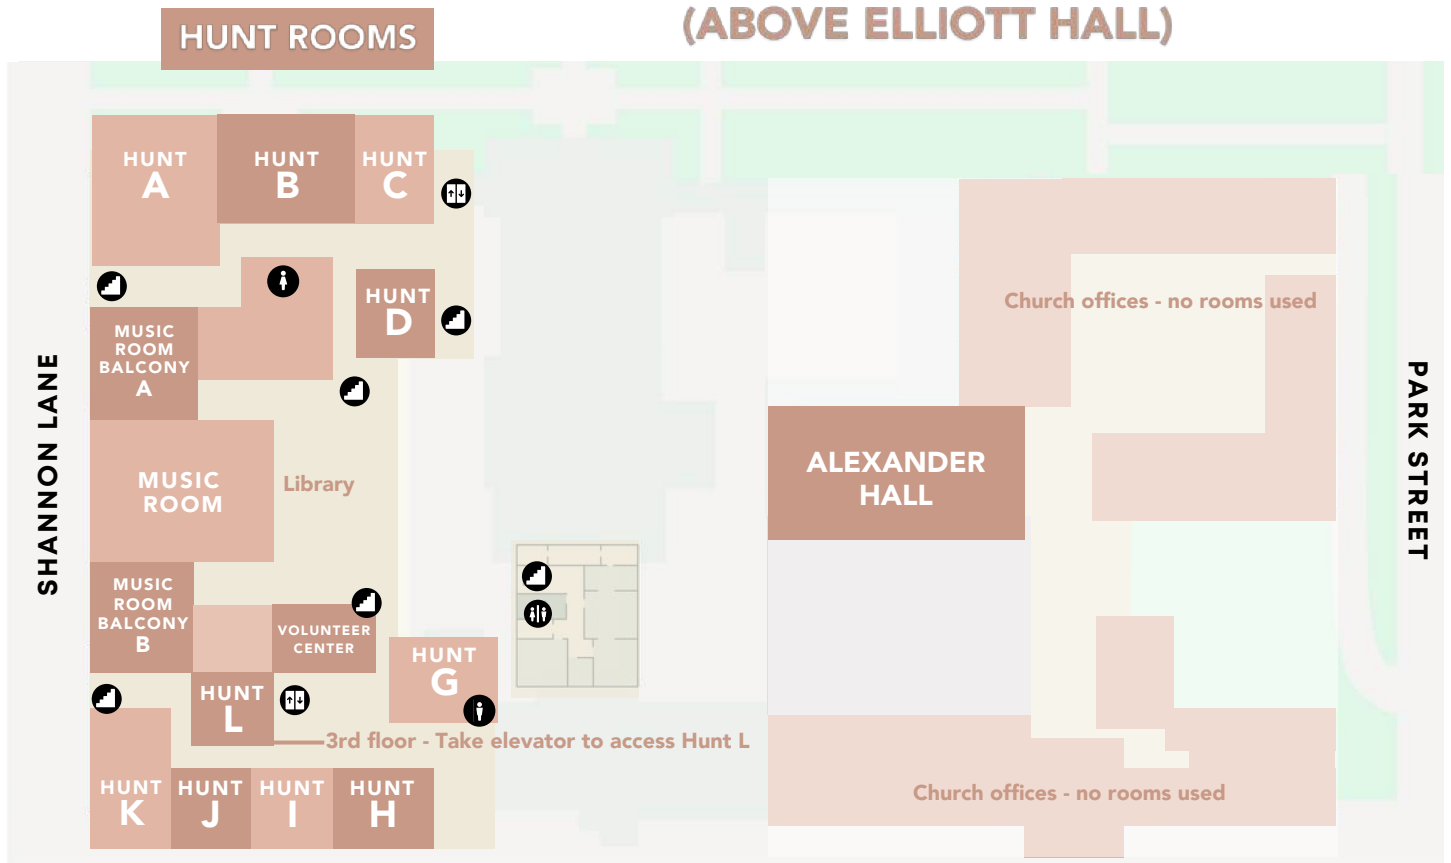 HUNT ROOMS
(ABOVE ELLIOTT HALL)
HUNT
A
HUNT
B
HUNT
C
HUNT
D
MUSIC
ROOM
BALCONY
A
MUSIC
ROOM
Library
MUSIC
ROOM
BALCONY
B
VOLUNTEER
CENTER
HUNT
G
HUNT
L
3rd floor - Take elevator to access Hunt L
HUNT
K
HUNT
J
HUNT
I
HUNT
H
SHANNON LANE
Church offices - no rooms used
ALEXANDER
HALL
Church offices - no rooms used
PARK STREET